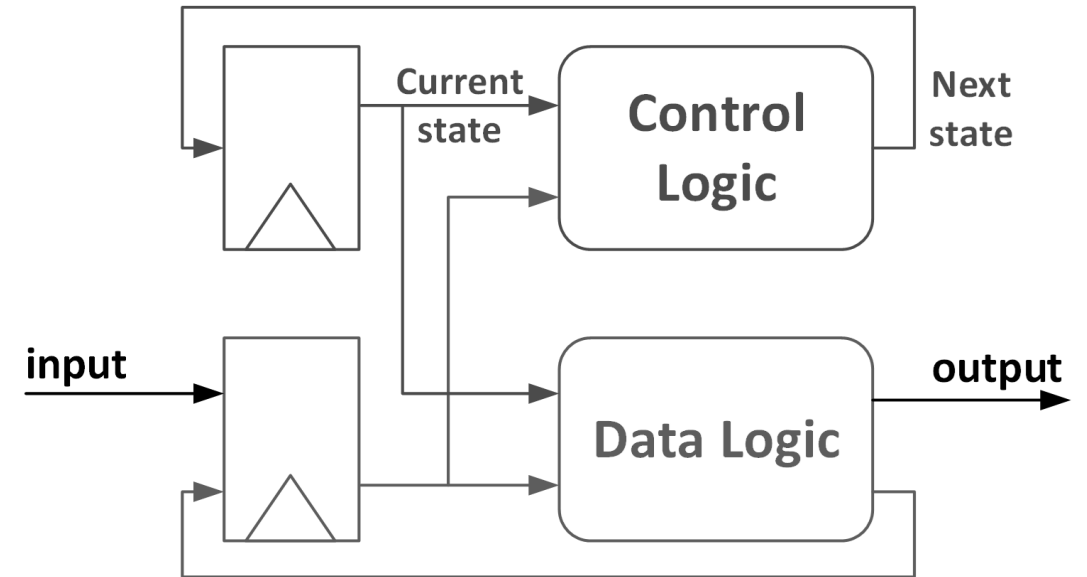 Current
state
Control
Logic
Next
state
input
Data Logic
output